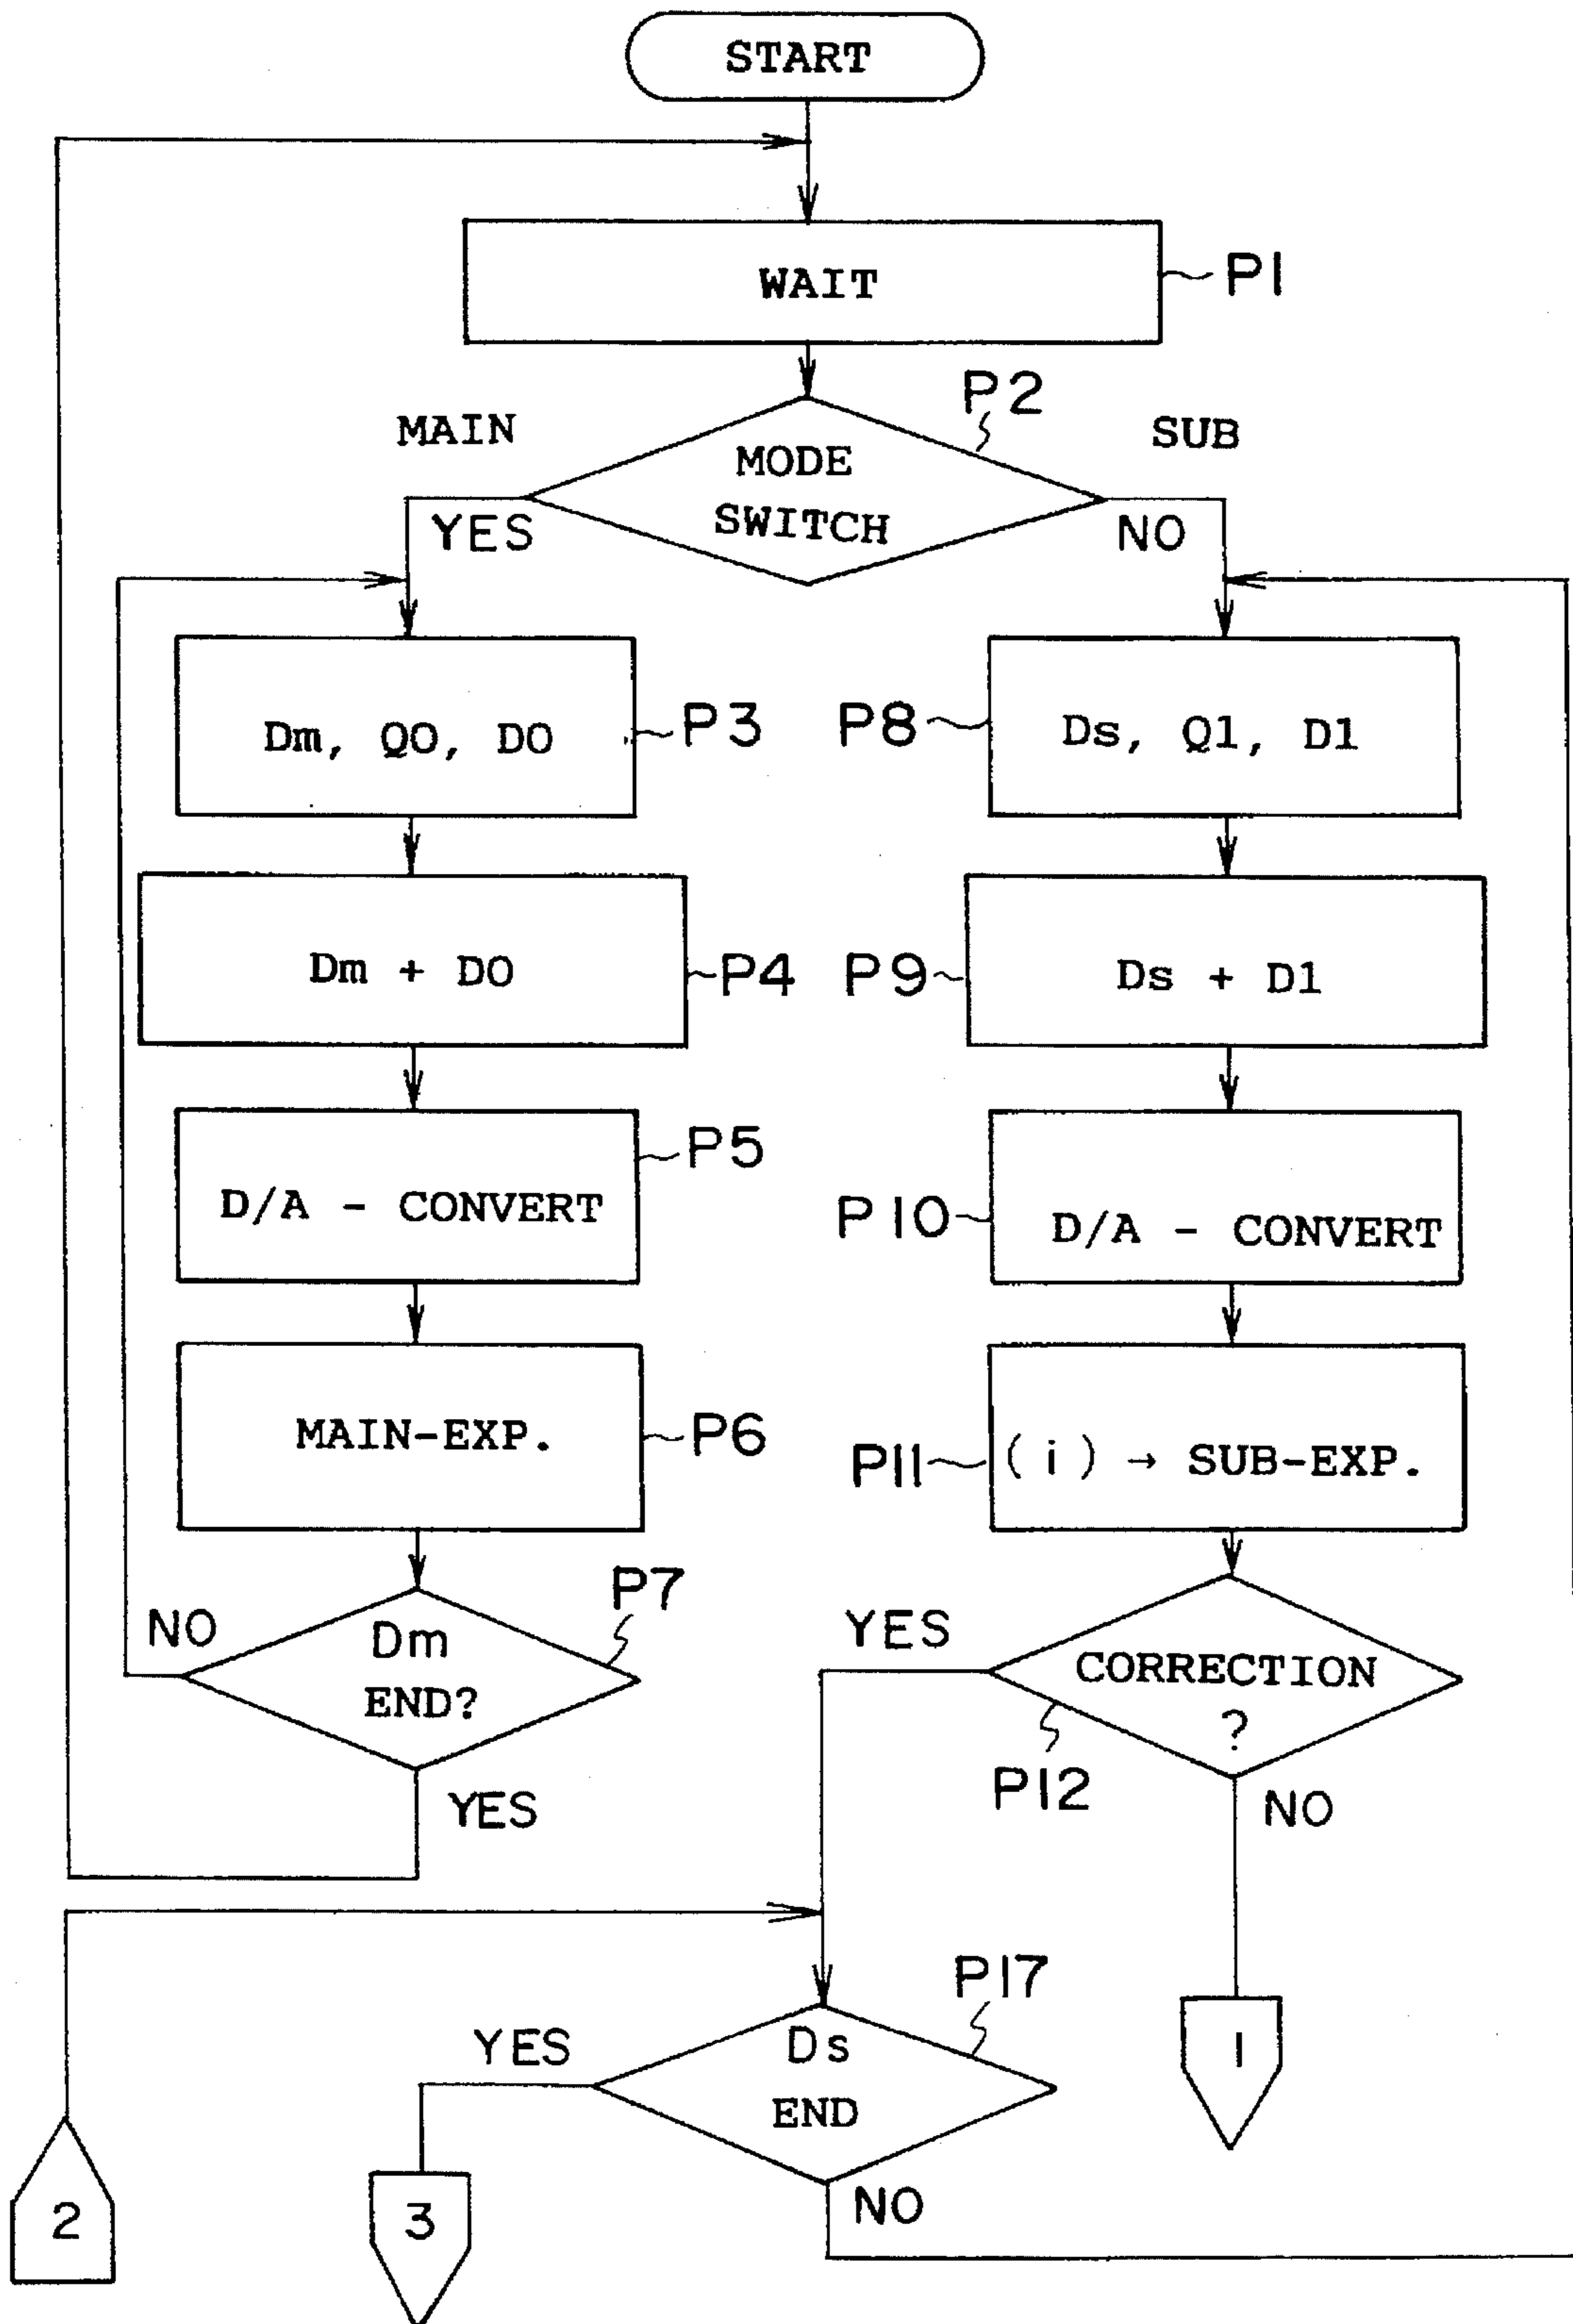 START
WAIT
P1
P2
MAIN
SUB
MODE
SWITCH
YES
NO
Dm, Q0, D0
P3
P8
Ds, Q1, D1
Dm + D0
P4
P9
Ds + D1
P5
D/A - CONVERT
P10
D/A - CONVERT
MAIN-EXP.
P6
P11
(i) → SUB-EXP.
P7
NO
Dm
END?
YES
YES
CORRECTION
?
P12
NO
P17
YES
Ds
END
NO
1
2
3